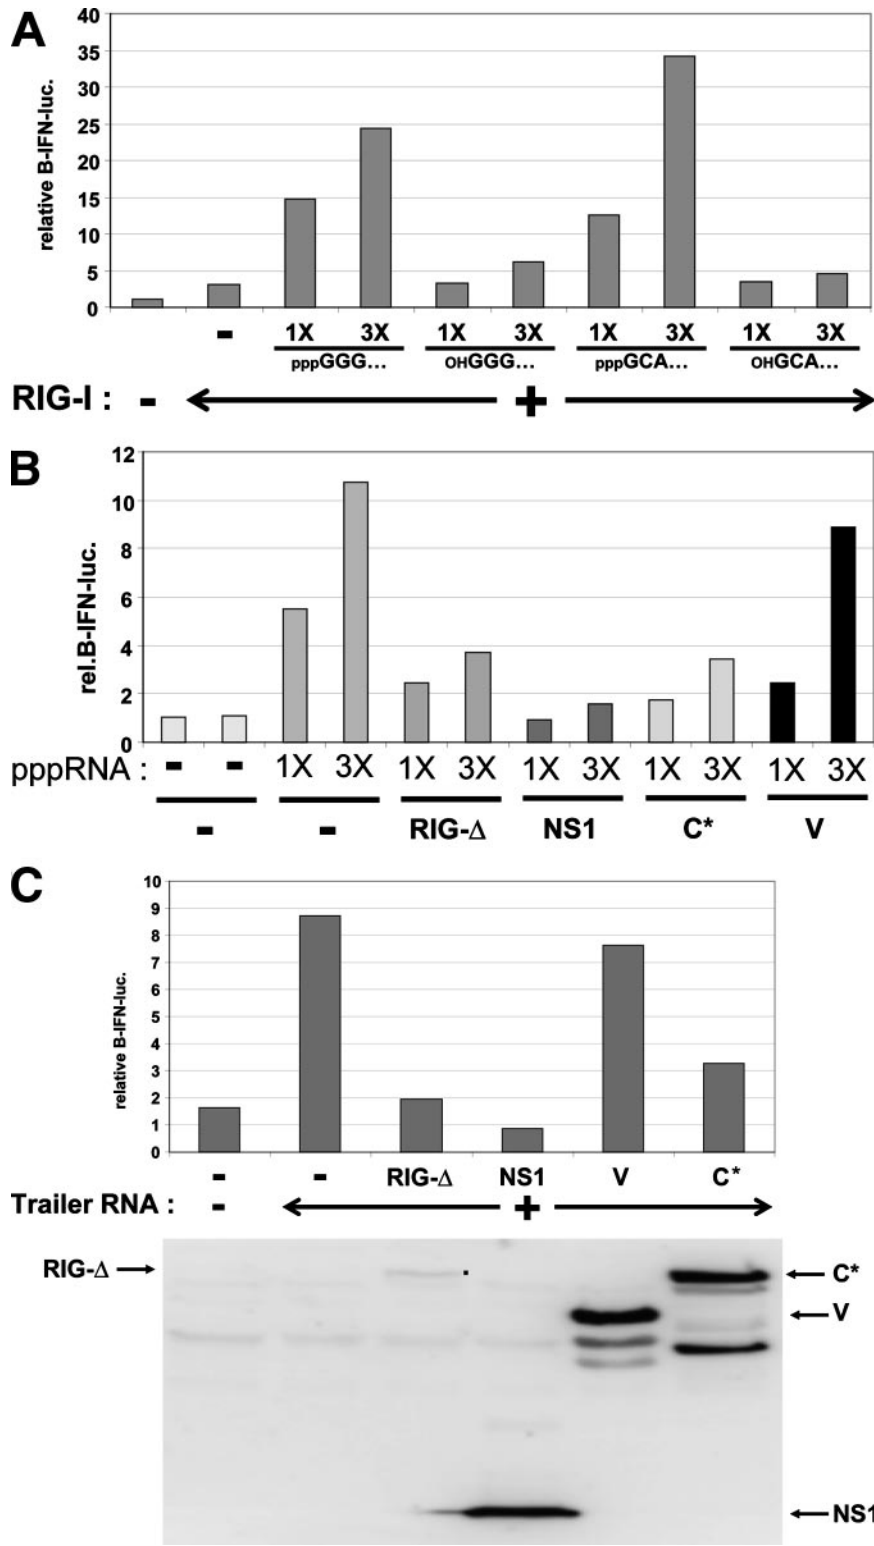 A
relative B-IFN-luc.
40
35
30
25
20
15
10
5
0
- 1X 3X 1X 3X 1X 3X 1X 3X
pppGGG... OHGGG... pppGCA... OHGCA...
RIG-I : - +
B
rel.B-IFN-luc.
12
10
8
6
4
2
0
pppRNA : - - 1X 3X 1X 3X 1X 3X 1X 3X 1X 3X
- - RIG-Δ NS1 C* V
C
relative B-IFN-luc.
10
9
8
7
6
5
4
3
2
1
0
- - RIG-Δ NS1 V C*
Trailer RNA : - +
RIG-Δ
C*
V
NS1